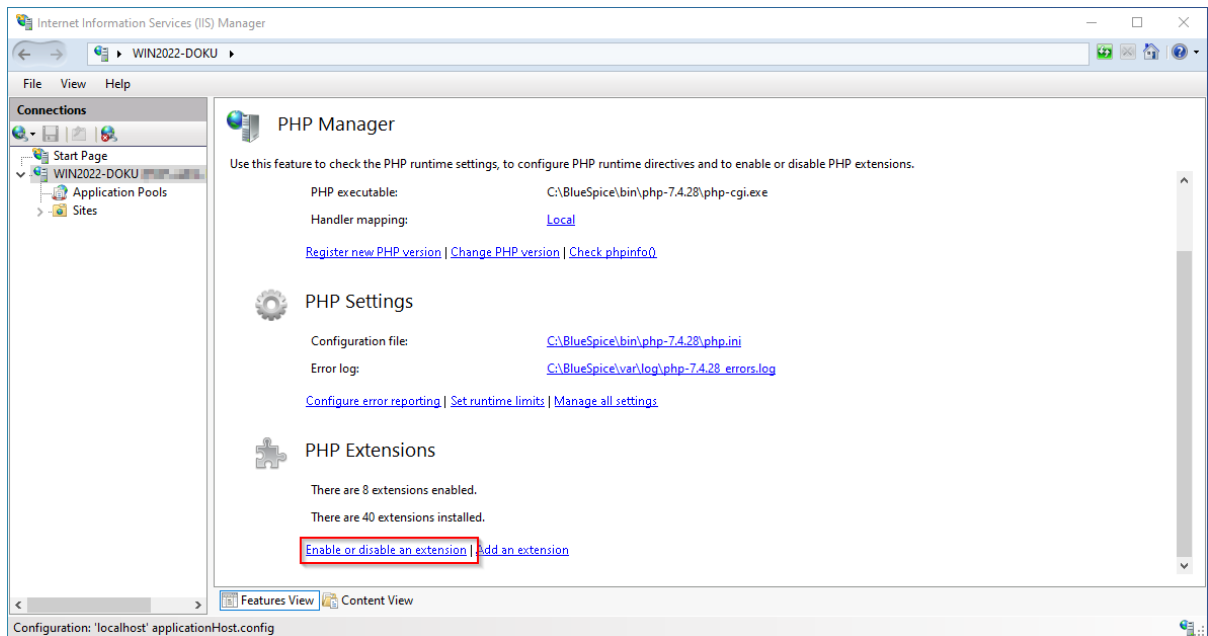 Internet Information Services (IIS) Manager
WIN2022-DOKU
File View Help
Connections
Start Page
WIN2022-DOKU
Application Pools
Sites
PHP Manager
Use this feature to check the PHP runtime settings, to configure PHP runtime directives and to enable or disable PHP extensions.
PHP executable: C:\BlueSpice\bin\php-7.4.28\php-cgi.exe
Handler mapping: Local
Register new PHP version | Change PHP version | Check phpinfo()
PHP Settings
Configuration file: C:\BlueSpice\bin\php-7.4.28\php.ini
Error log: C:\BlueSpice\var\log\php-7.4.28_errors.log
Configure error reporting | Set runtime limits | Manage all settings
PHP Extensions
There are 8 extensions enabled.
There are 40 extensions installed.
Enable or disable an extension | Add an extension
Features View Content View
Configuration: 'localhost' applicationHost.config